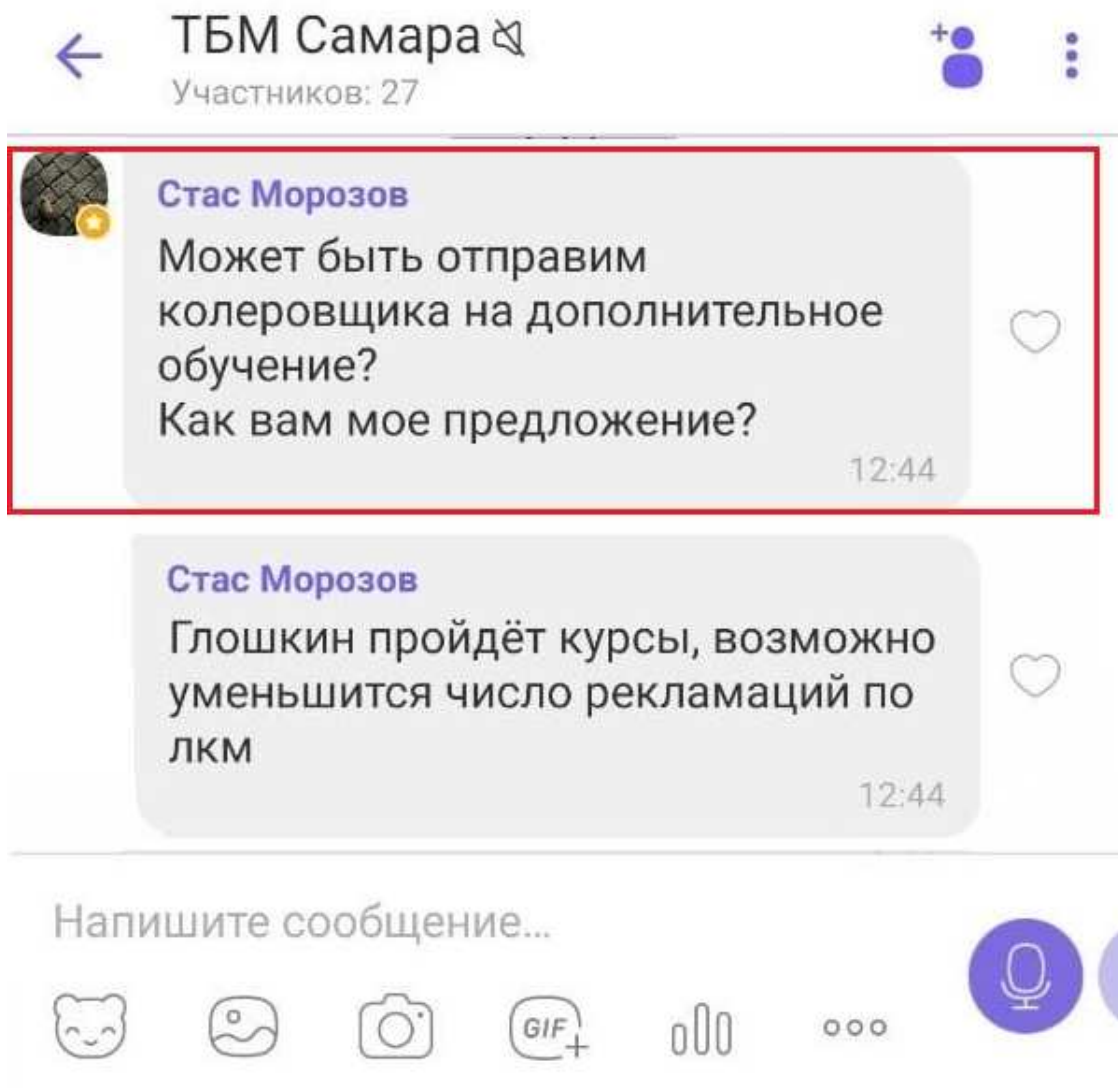 ТБМ Самара
Участников: 27
Стас Морозов
Может быть отправим
колеровщика на дополнительное
обучение?
Как вам мое предложение?
12:44
Стас Морозов
Глошкин пройдёт курсы, возможно
уменьшится число рекламаций по
лкм
12:44
Напишите сообщение...
GIF